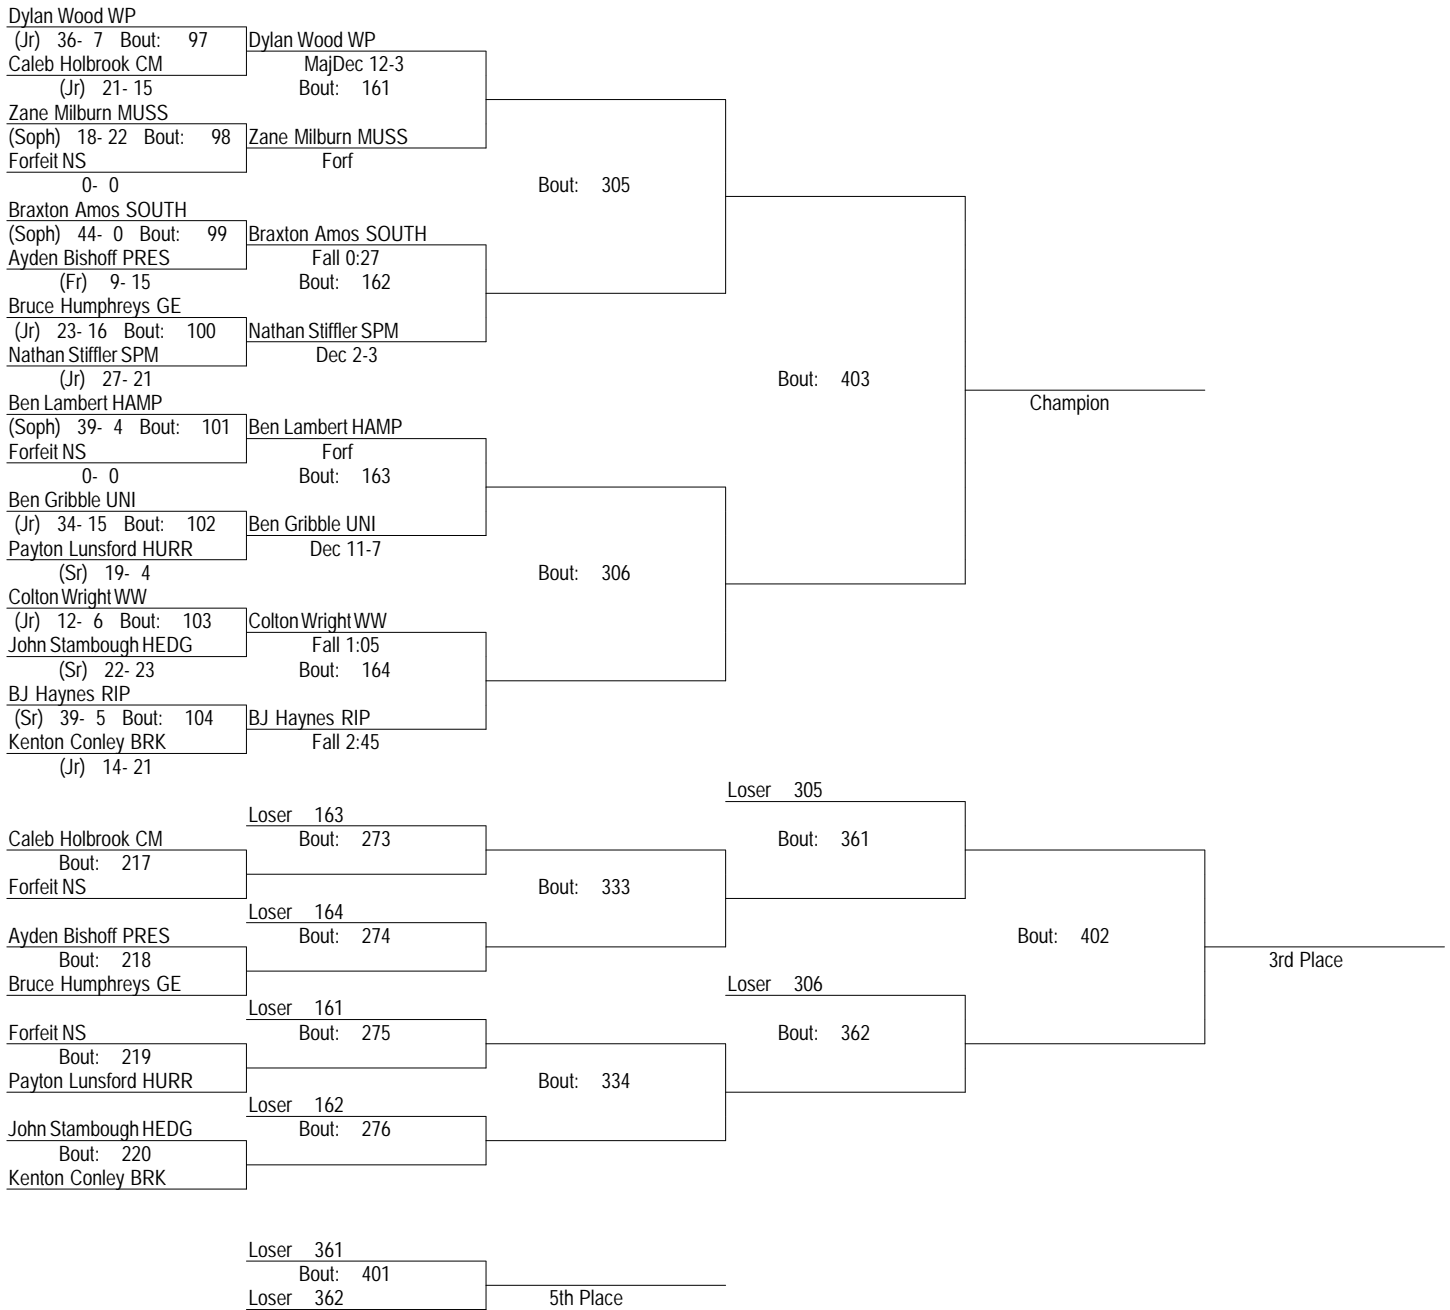 Dylan Wood WP
(Jr) 36- 7 Bout: 97 Dylan Wood WP
Caleb Holbrook CM MajDec 12-3
(Jr) 21- 15 Bout: 161
Zane Milburn MUSS
(Soph) 18- 22 Bout: 98 Zane Milburn MUSS
Forfeit NS Forf
0- 0 Bout: 305
Braxton Amos SOUTH
(Soph) 44- 0 Bout: 99 Braxton Amos SOUTH
Ayden Bishoff PRES Fall 0:27
(Fr) 9- 15 Bout: 162
Bruce Humphreys GE
(Jr) 23- 16 Bout: 100 Nathan Stiffler SPM
Nathan Stiffler SPM Dec 2-3
(Jr) 27- 21 Bout: 403
Ben Lambert HAMP Champion
(Soph) 39- 4 Bout: 101 Ben Lambert HAMP
Forfeit NS Forf
0- 0 Bout: 163
Ben Gribble UNI
(Jr) 34- 15 Bout: 102 Ben Gribble UNI
Payton Lunsford HURR Dec 11-7
(Sr) 19- 4 Bout: 306
Colton Wright WW
(Jr) 12- 6 Bout: 103 Colton Wright WW
John Stambough HEDG Fall 1:05
(Sr) 22- 23 Bout: 164
BJ Haynes RIP
(Sr) 39- 5 Bout: 104 BJ Haynes RIP
Kenton Conley BRK Fall 2:45
(Jr) 14- 21
Loser 305
Loser 163
Caleb Holbrook CM Bout: 273 Bout: 361
Bout: 217
Forfeit NS Bout: 333
Loser 164
Ayden Bishoff PRES Bout: 274 Bout: 402
Bout: 218 3rd Place
Bruce Humphreys GE Loser 306
Loser 161
Forfeit NS Bout: 275 Bout: 362
Bout: 219
Payton Lunsford HURR Bout: 334
Loser 162
John Stambough HEDG Bout: 276
Bout: 220
Kenton Conley BRK
Loser 361
Bout: 401
Loser 362 5th Place